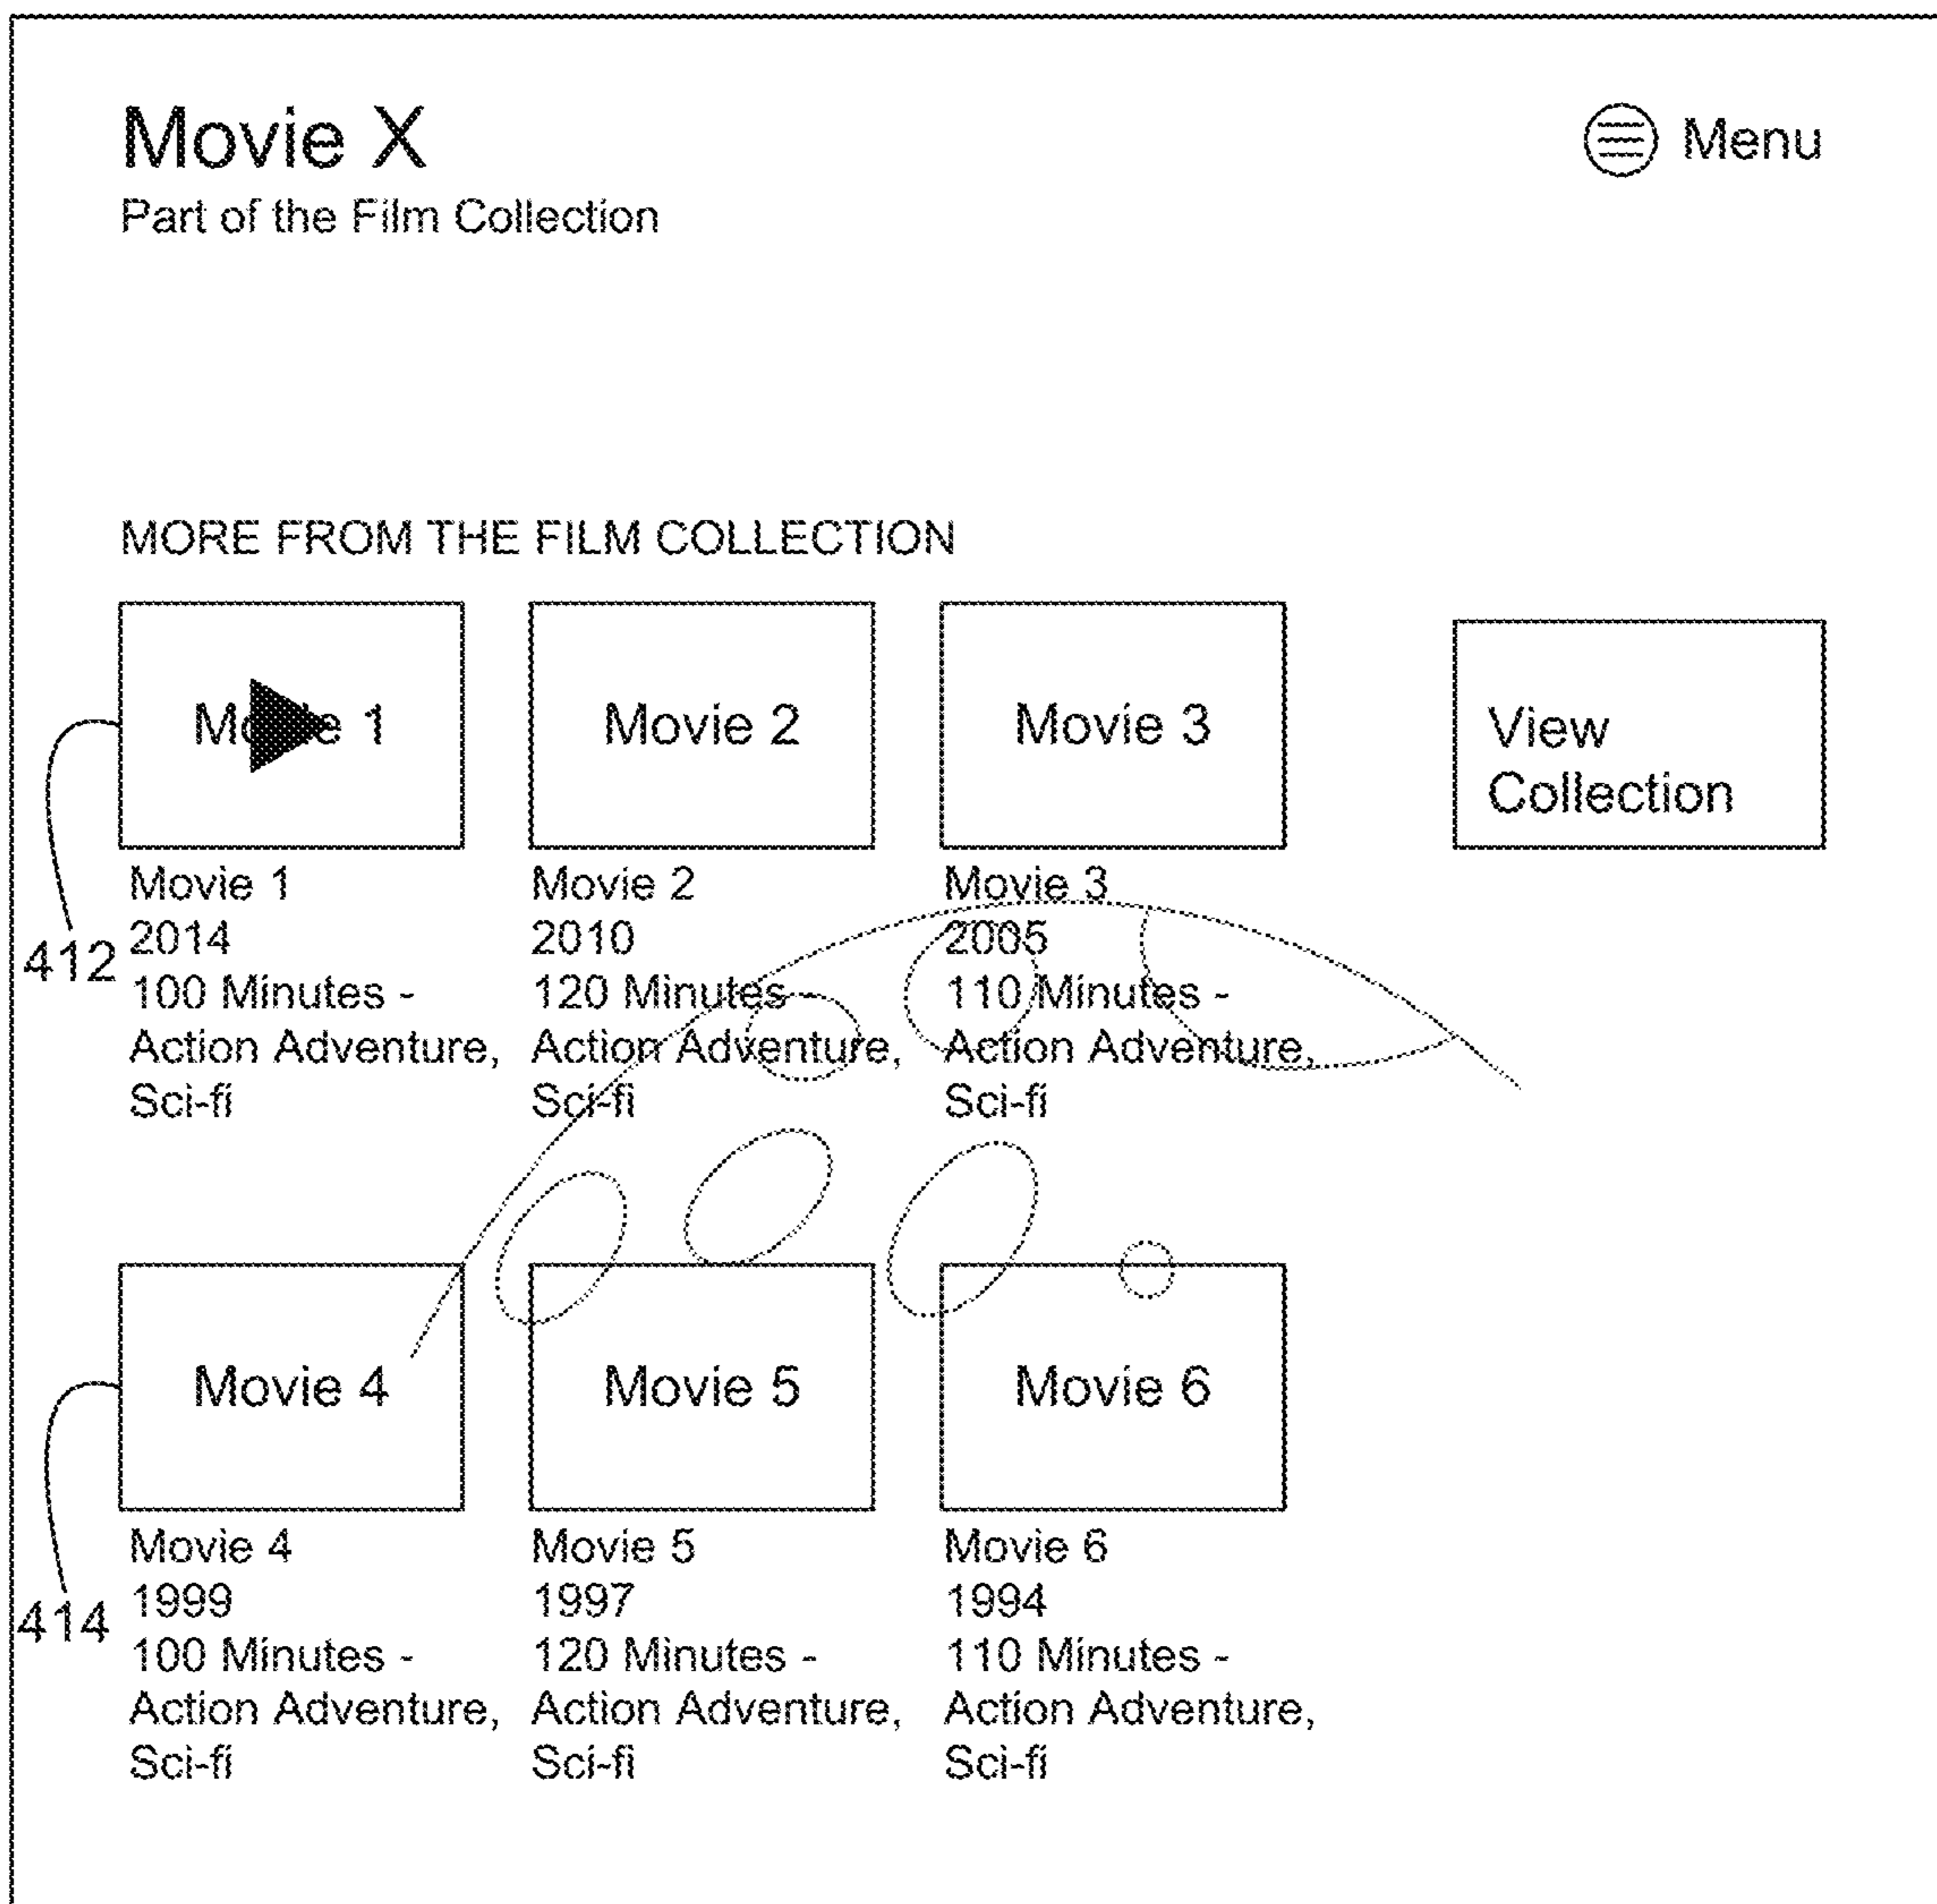 Movie X
Menu
Part of the Film Collection
MORE FROM THE FILM COLLECTION
Movie 1
Movie 2
Movie 3
View
Collection
412
Movie 1
2014
100 Minutes -
Action Adventure,
Sci-fi
Movie 2
2010
120 Minutes -
Action Adventure,
Sci-fi
Movie 3
2005
110 Minutes -
Action Adventure,
Sci-fi
Movie 4
Movie 5
Movie 6
414
Movie 4
1999
100 Minutes -
Action Adventure,
Sci-fi
Movie 5
1997
120 Minutes -
Action Adventure,
Sci-fi
Movie 6
1994
110 Minutes -
Action Adventure,
Sci-fi